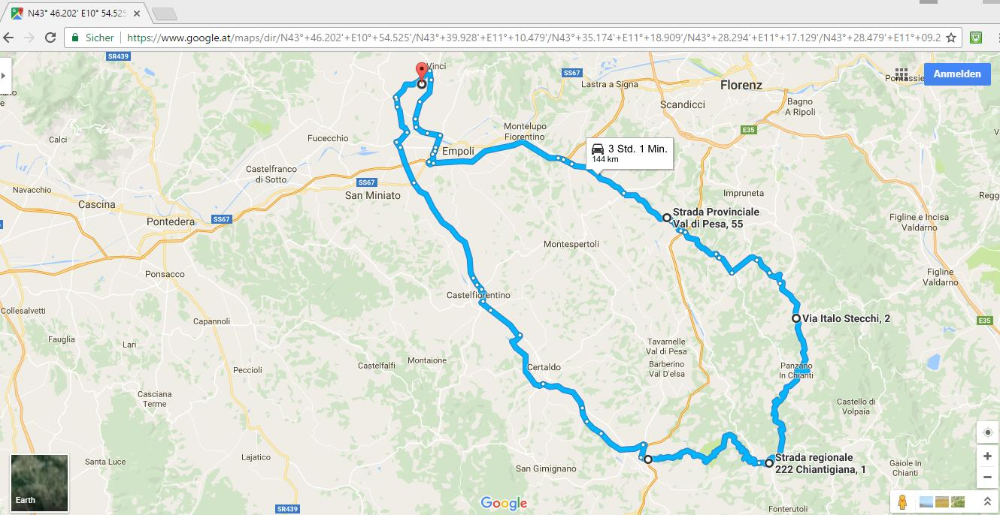 N43° 46.202' E10° 54.525
Sicher
https://www.google.at/maps/dir/N43°+46.202'+E10°+54.525'/N43°+39.928'+E11°+10.479'/N43°+35.174'+E11°+18.909'/N43°+28.294'+E11°+17.129'/N43°+28.479'+E11°+09.2
SR439
Vinci
SS67
Lastra a Signa
Florenz
Anmelden
Scandicci
Bagno
A Ripoli
Calci
Fucecchio
Montelupo
Fiorentino
E35
Empoli
3 Std. 1 Min.
144 km
Castelfranco
di Sotto
SS67
San Miniato
Navacchio
Cascina
Pontedera
SS67
Impruneta
Regg
Strada Provinciale
Val di Pesa, 55
Figline e Incisa
Valdarno
Montespertoli
Ponsacco
Figline
Valdarno
Castelfiorentino
Collesalvetti
Capannoli
Via Italo Stecchi, 2
E35
Fauglia
Lari
Tavarnelle
Val di Pesa
Barberino
Val D'elsa
Peccioli
Castelfalfi
Montaione
Certaldo
Panzano
In Chianti
Casciana
Terme
Castello di
Volpaia
Santa Luce
Lajatico
San Gimignano
Strada regionale
222 Chiantigiana, 1
Gaiole In
Chianti
Earth
SR439
Google
Fonterutoli